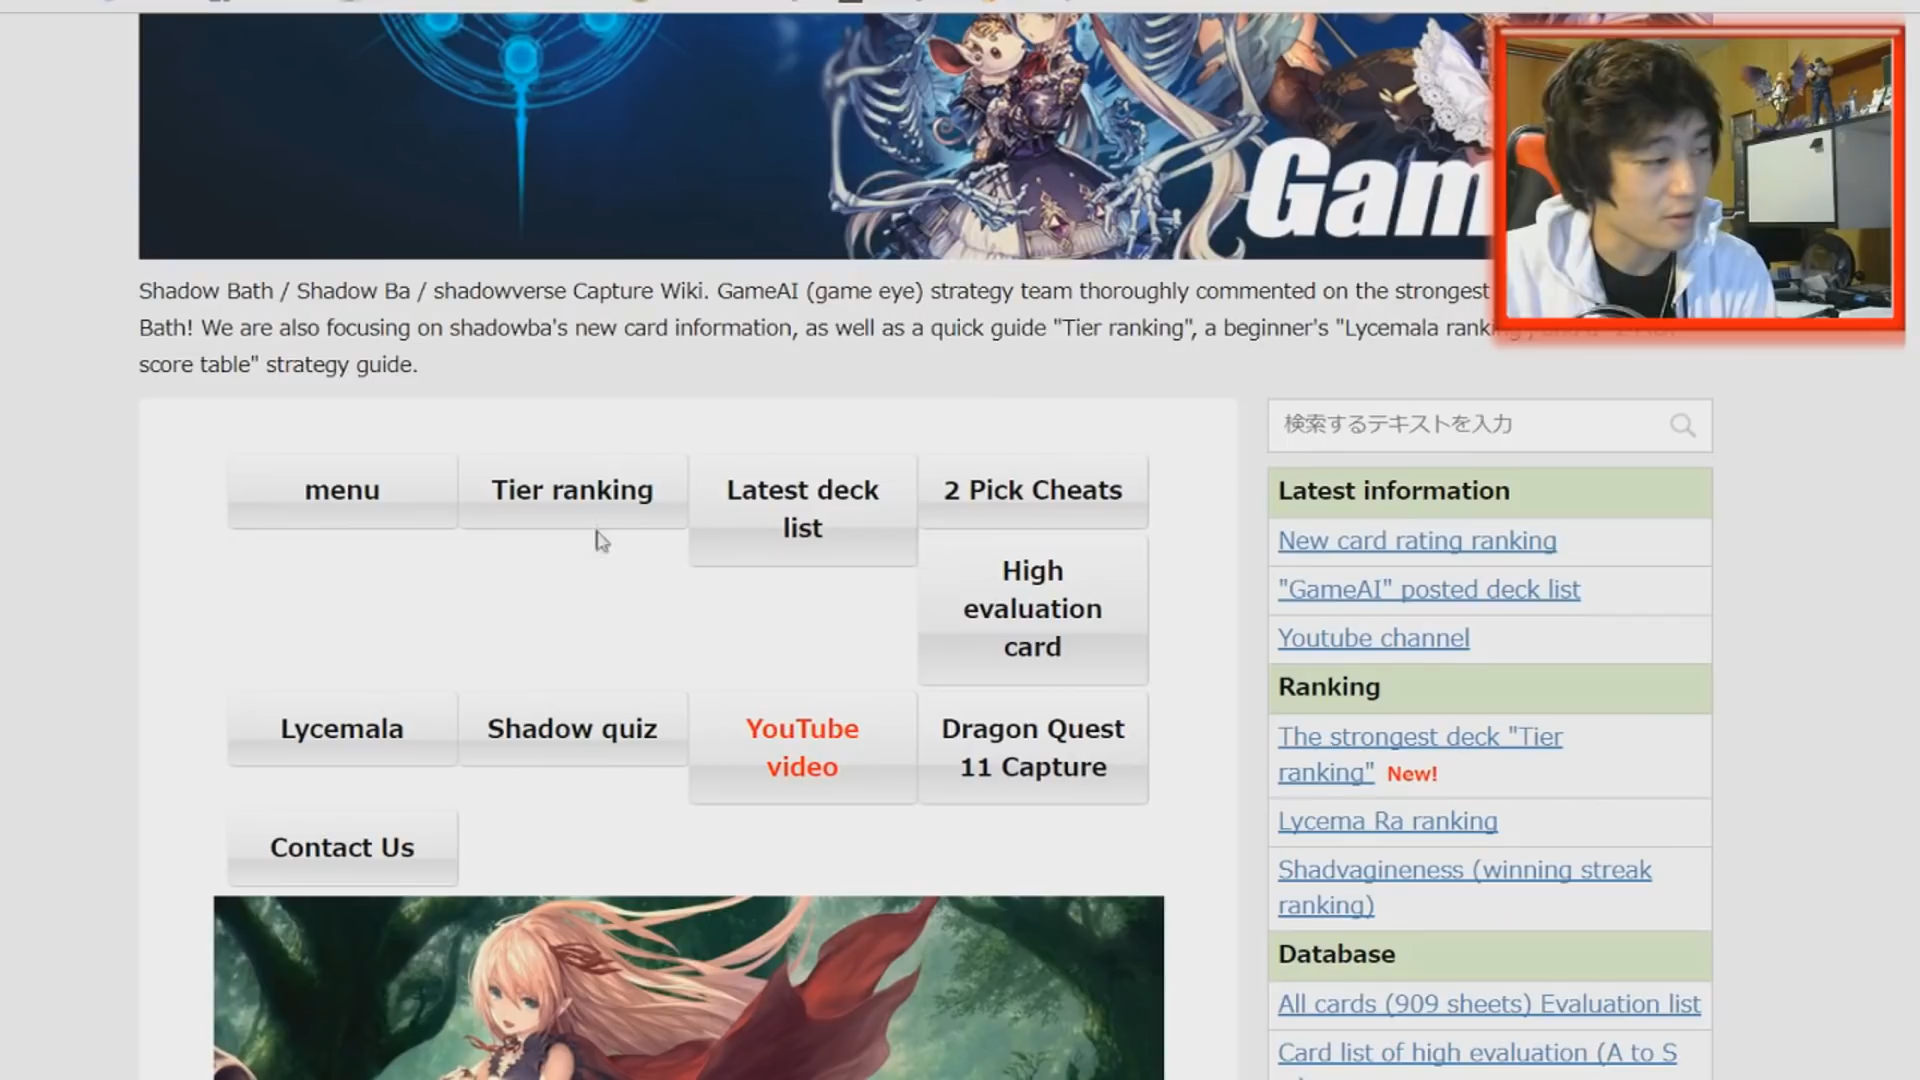 Gam
Shadow Bath / Shadow Ba / shadowverse Capture Wiki. GameAI (game eye) strategy team thoroughly commented on the strongest
Bath! We are also focusing on shadowba's new card information, as well as a quick guide "Tier ranking", a beginner's "Lycemala
score table" strategy guide.
menu
Tier ranking
Latest deck
list
2 Pick Cheats
High
evaluation
card
Lycemala
Shadow quiz
YouTube
video
Dragon Quest
11 Capture
Contact Us
検索するテキストを入力
Latest information
New card rating ranking
"GameAI" posted deck list
Youtube channel
Ranking
The strongest deck "Tier
ranking" New!
Lycema Ra ranking
Shadvagineness (winning streak
ranking)
Database
All cards (909 sheets) Evaluation list
Card list of high evaluation (A to S